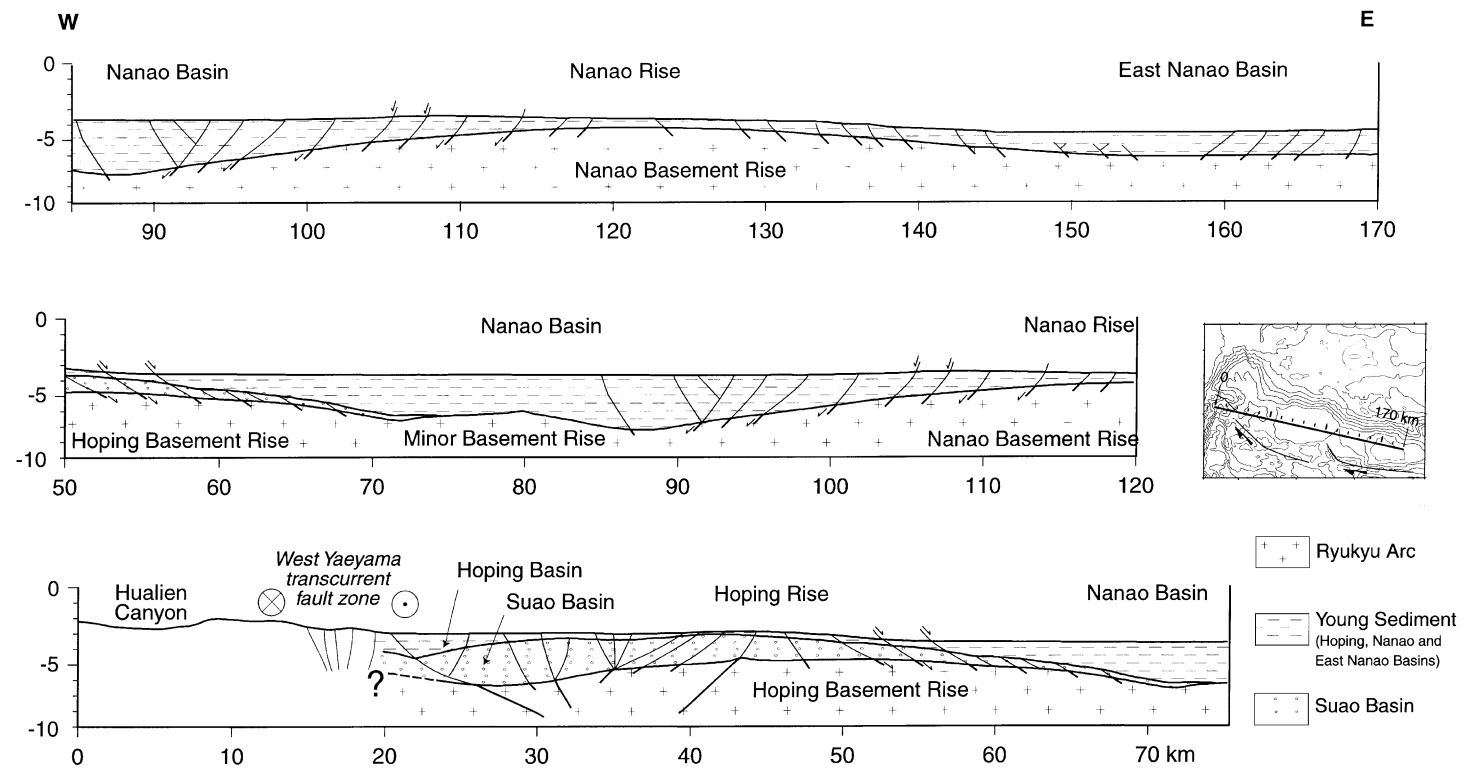 W E
0 Nanao Basin Nanao Rise East Nanao Basin
-5
Nanao Basement Rise
-10
90 100 110 120 130 140 150 160 170
0 Nanao Basin Nanao Rise
-5
Hoping Basement Rise Minor Basement Rise Nanao Basement Rise
-10
50 60 70 80 90 100 110 120
0
170 km
West Yaeyama
transcurrent
fault zone
0
Hualien
Canyon
Hoping Basin
Suao Basin
Hoping Rise
Nanao Basin
-5
?
Hoping Basement Rise
-10
0 10 20 30 40 50 60 70 km
Ryukyu Arc
Young Sediment
(Hoping, Nanao and
East Nanao Basins)
Suao Basin